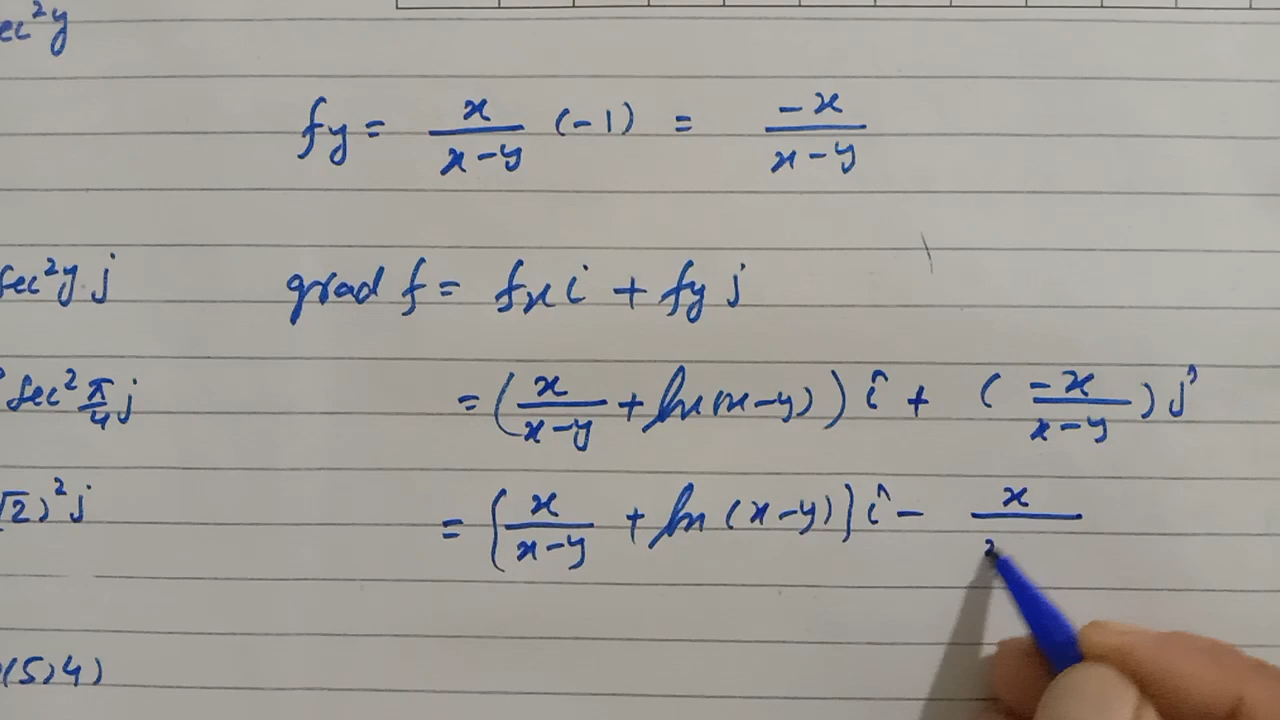 ec²y
fy = x/(x-y) (-1) = -x/(x-y)
sec²y j
grad f = fx i + fy j
sec² π/4 j
= (x/(x-y) + ln(x-y)) î + (-x/(x-y)) ĵ
√2)² j
= [x/(x-y) + ln(x-y)] î - x/
(5,4)